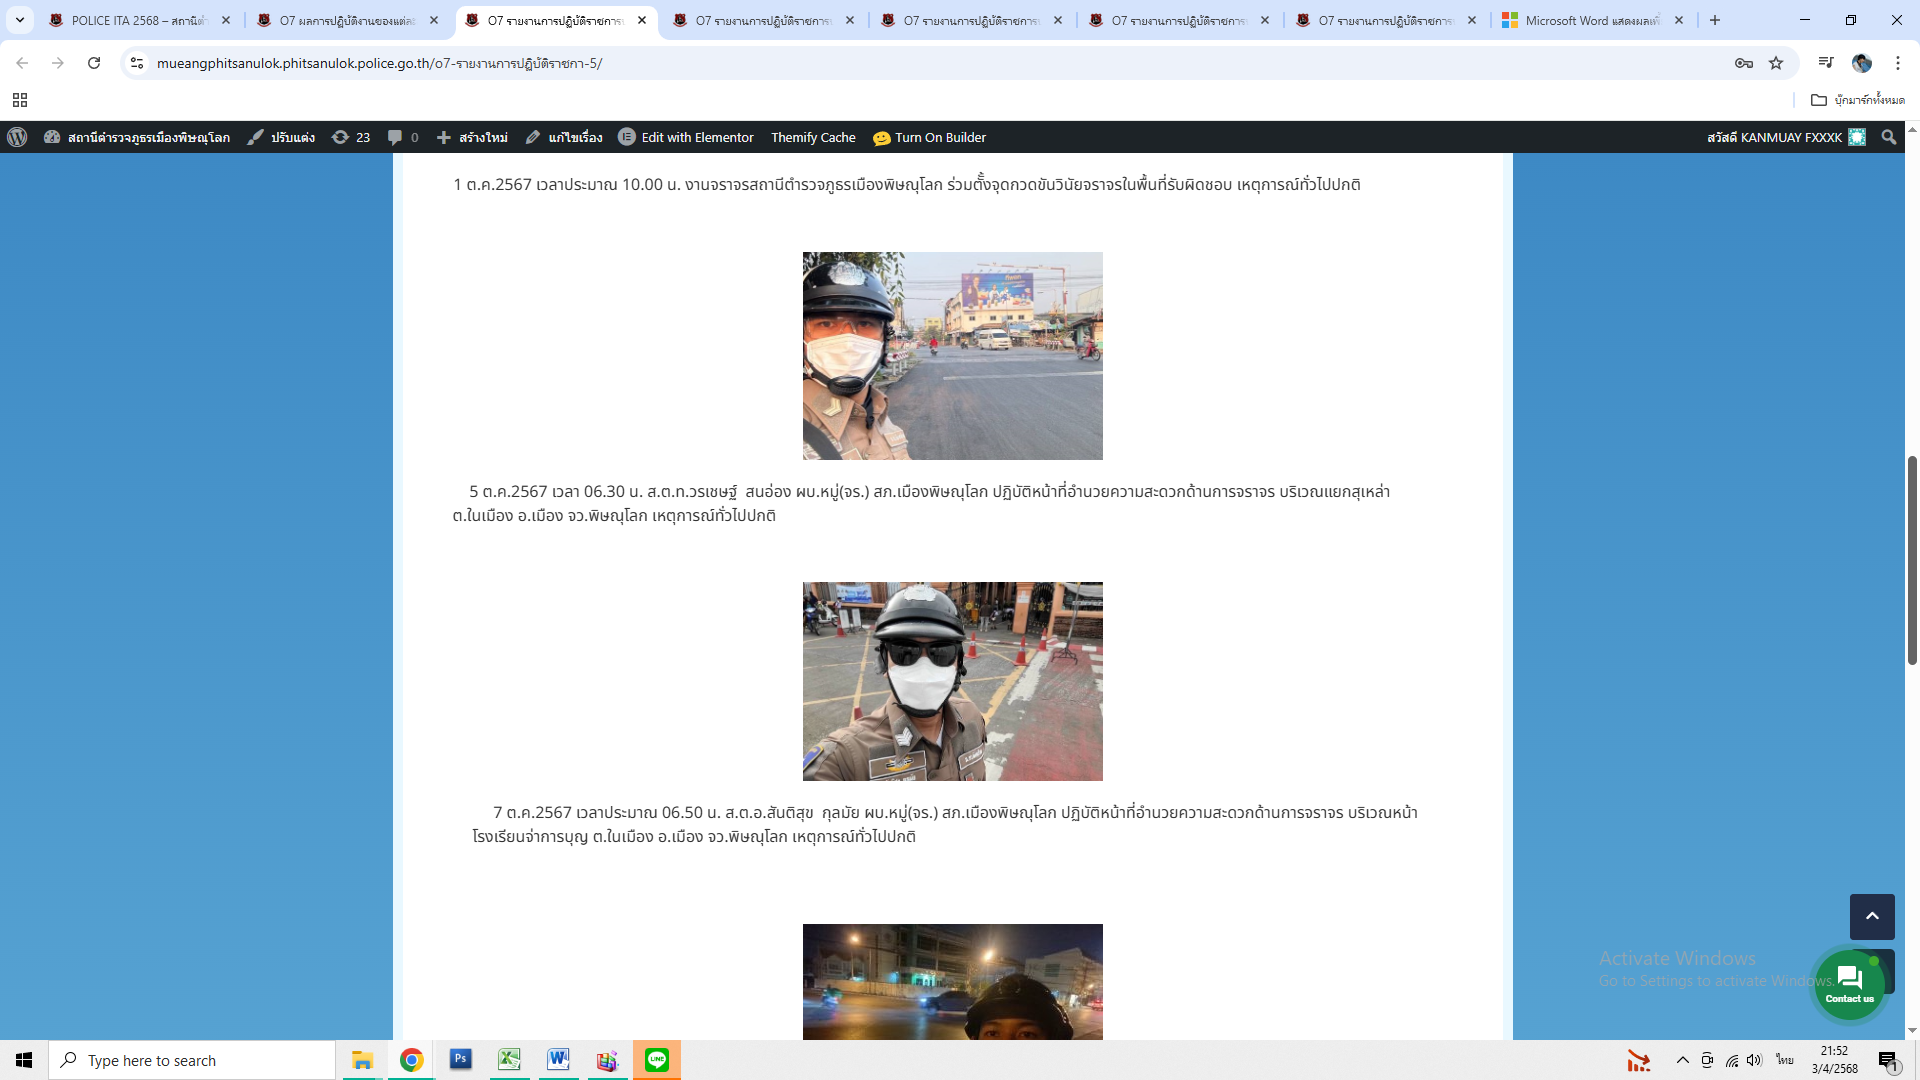 POLICE ITA 2568 – สถานีตำ
O7 ผลการปฏิบัติงานของแต่ละ
O7 รายงานการปฏิบัติราชการ
O7 รายงานการปฏิบัติราชการ
O7 รายงานการปฏิบัติราชการ
O7 รายงานการปฏิบัติราชการ
O7 รายงานการปฏิบัติราชการ
Microsoft Word แสดงผลเพี้
mueangphitsanulok.phitsanulok.police.go.th/o7-รายงานการปฏิบัติราชกา-5/
บุ๊กมาร์กทั้งหมด
สถานีตำรวจภูธรเมืองพิษณุโลก ปรับแต่ง 23 0 สร้างใหม่ แก้ไขเรื่อง Edit with Elementor Themify Cache Turn On Builder สวัสดี KANMUAY FXXXK
1 ต.ค.2567 เวลาประมาณ 10.00 น. งานจราจรสถานีตำรวจภูธรเมืองพิษณุโลก ร่วมตั้งจุดกวดขันวินัยจราจรในพื้นที่รับผิดชอบ เหตุการณ์ทั่วไปปกติ
5 ต.ค.2567 เวลา 06.30 น. ส.ต.ท.วรเชษฐ์ สนอ่อง ผบ.หมู่(จร.) สภ.เมืองพิษณุโลก ปฏิบัติหน้าที่อำนวยความสะดวกด้านการจราจร บริเวณแยกสุเหล่า
ต.ในเมือง อ.เมือง จว.พิษณุโลก เหตุการณ์ทั่วไปปกติ
7 ต.ค.2567 เวลาประมาณ 06.50 น. ส.ต.อ.สันติสุข กุลมัย ผบ.หมู่(จร.) สภ.เมืองพิษณุโลก ปฏิบัติหน้าที่อำนวยความสะดวกด้านการจราจร บริเวณหน้า
โรงเรียนจ่าการบุญ ต.ในเมือง อ.เมือง จว.พิษณุโลก เหตุการณ์ทั่วไปปกติ
Activate Windows
Go to Settings to activate Windows.
Contact us
Type here to search
Ps
LINE
ไทย
21:52
3/4/2568
1